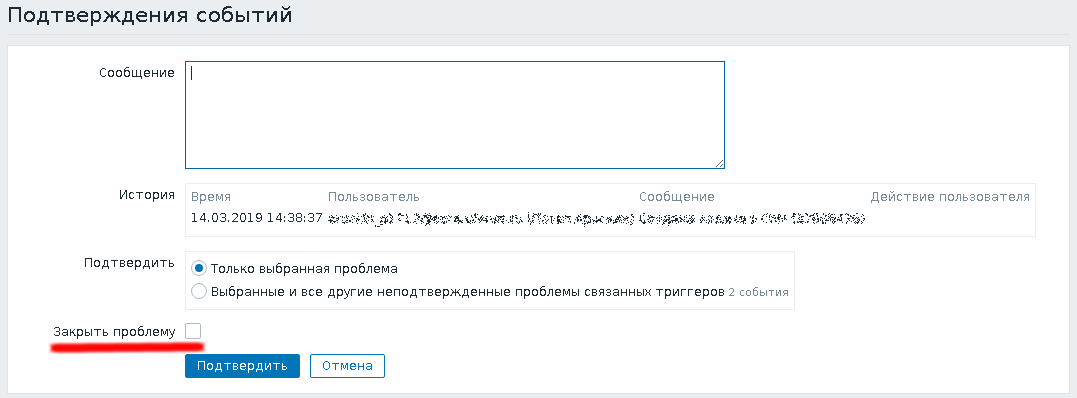 Подтверждения событий
Сообщение
История
Время Пользователь Сообщение Действие пользователя
14.03.2019 14:38:37
Подтвердить
Только выбранная проблема
Выбранные и все другие неподтвержденные проблемы связанных триггеров 2 события
Закрыть проблему
Подтвердить Отмена